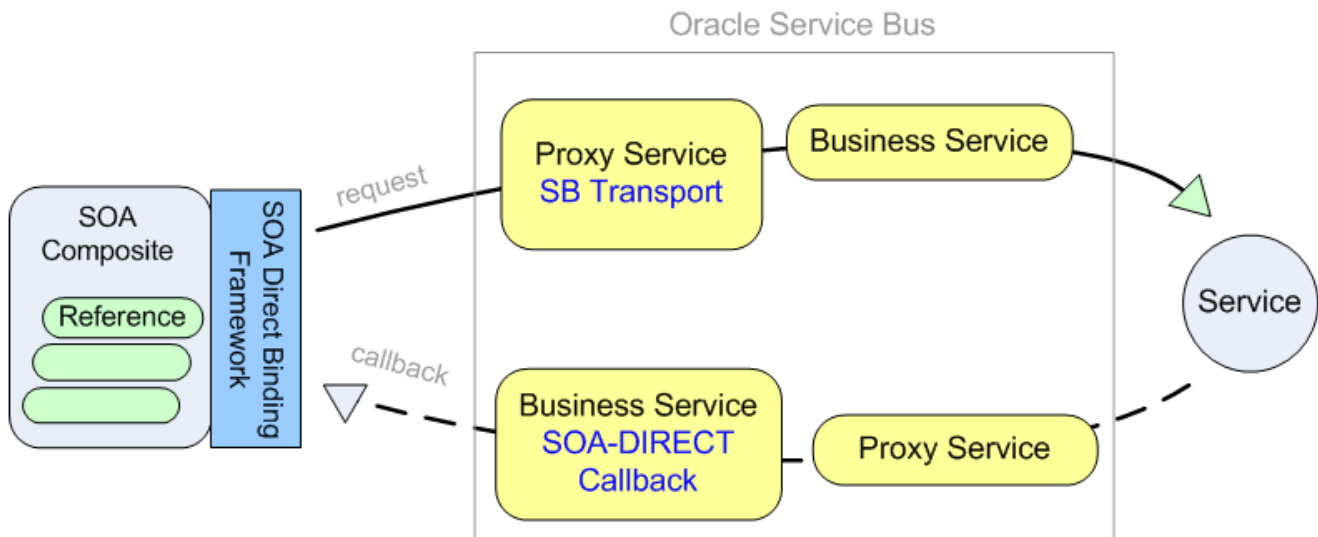 Oracle Service Bus
Proxy Service
SB Transport
Business Service
request
SOA
Composite
Reference
SOA Direct Binding
Framework
Service
callback
Business Service
SOA-DIRECT
Callback
Proxy Service